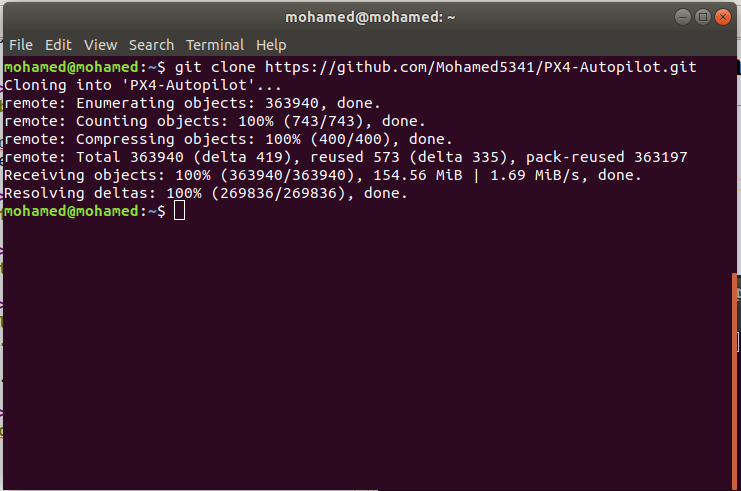 mohamed@mohamed: ~
File Edit View Search Terminal Help
mohamed@mohamed:~$ git clone https://github.com/Mohamed5341/PX4-Autopilot.git
Cloning into 'PX4-Autopilot'...
remote: Enumerating objects: 363940, done.
remote: Counting objects: 100% (743/743), done.
remote: Compressing objects: 100% (400/400), done.
remote: Total 363940 (delta 419), reused 573 (delta 335), pack-reused 363197
Receiving objects: 100% (363940/363940), 154.56 MiB | 1.69 MiB/s, done.
Resolving deltas: 100% (269836/269836), done.
mohamed@mohamed:~$